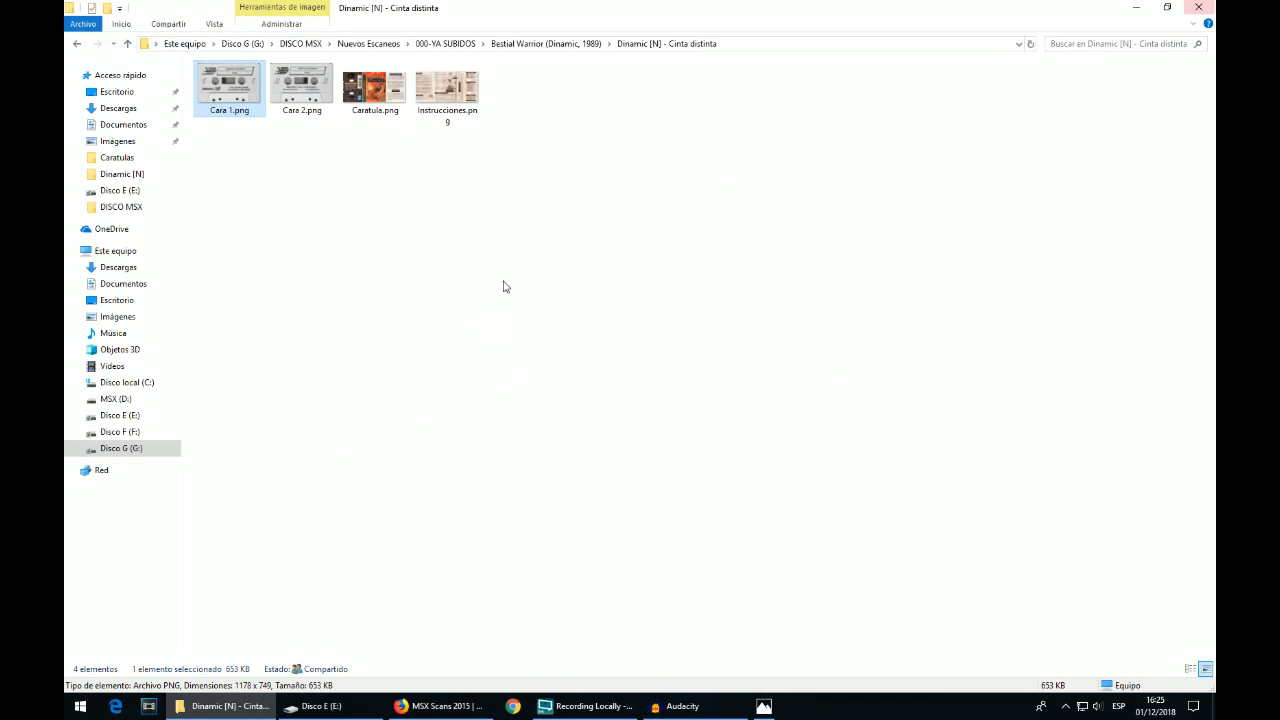 Herramientas de imagen
Dinamic [N] - Cinta distinta
Archivo
Inicio
Compartir
Vista
Administrar
Este equipo > Disco G (G:) > DISCO MSX > Nuevos Escaneos > 000-YA SUBIDOS > Bestial Warrior (Dinamic, 1989) > Dinamic [N] - Cinta distinta
Buscar en Dinamic [N] - Cinta distinta
Acceso rápido
Escritorio
Descargas
Documentos
Imágenes
Caratulas
Dinamic [N]
Disco E (E:)
DISCO MSX
OneDrive
Este equipo
Descargas
Documentos
Escritorio
Imágenes
Música
Objetos 3D
Vídeos
Disco local (C:)
MSX (D:)
Disco E (E:)
Disco F (F:)
Disco G (G:)
Red
Cara 1.png
Cara 2.png
Caratula.png
Instrucciones.pn
g
4 elementos
1 elemento seleccionado 653 KB
Estado: Compartido
Tipo de elemento: Archivo PNG, Dimensiones: 1178 x 749, Tamaño: 653 KB
653 KB
Equipo
Dinamic [N] - Cinta...
Disco E (E:)
MSX Scans 2015 | ...
Recording Locally -...
Audacity
ESP
16:25
01/12/2018